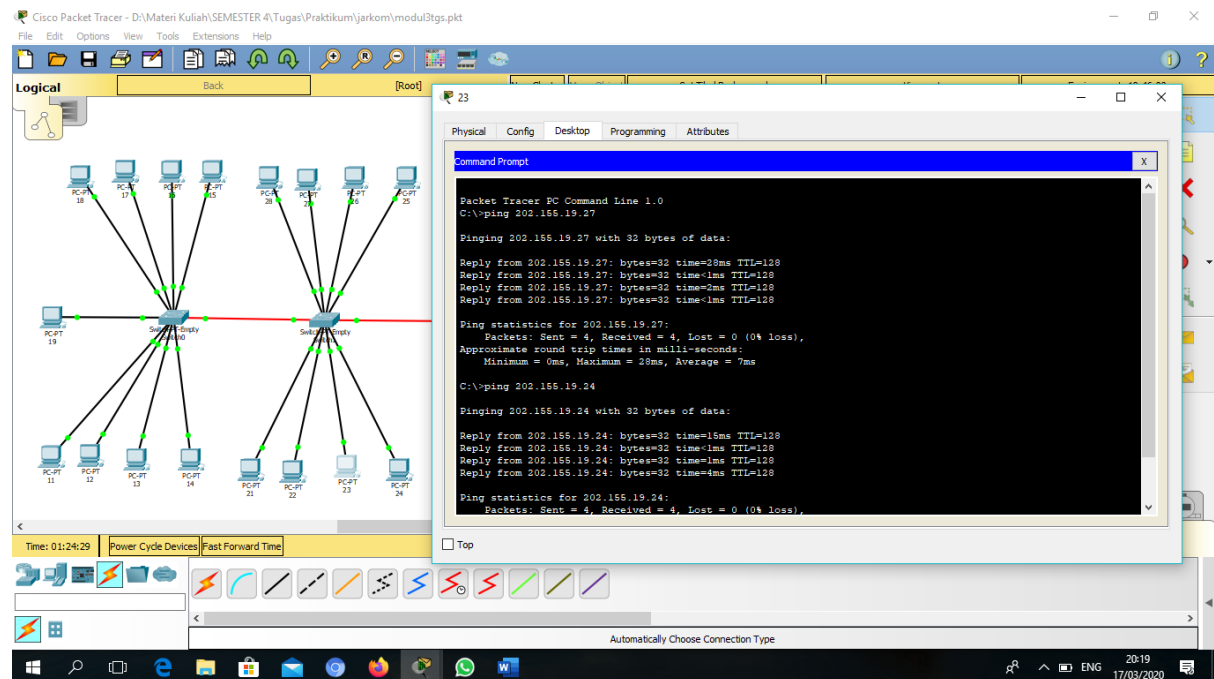 Cisco Packet Tracer - D:\Materi Kuliah\SEMESTER 4\Tugas\Praktikum\jarkom\modul3tgs.pkt
File Edit Options View Tools Extensions Help
Logical
Back
[Root]
23
Physical Config Desktop Programming Attributes
Command Prompt
X
Packet Tracer PC Command Line 1.0
C:\>ping 202.155.19.27
Pinging 202.155.19.27 with 32 bytes of data:
Reply from 202.155.19.27: bytes=32 time=28ms TTL=128
Reply from 202.155.19.27: bytes=32 time<1ms TTL=128
Reply from 202.155.19.27: bytes=32 time=2ms TTL=128
Reply from 202.155.19.27: bytes=32 time<1ms TTL=128
Ping statistics for 202.155.19.27:
Packets: Sent = 4, Received = 4, Lost = 0 (0% loss),
Approximate round trip times in milli-seconds:
Minimum = 0ms, Maximum = 28ms, Average = 7ms
C:\>ping 202.155.19.24
Pinging 202.155.19.24 with 32 bytes of data:
Reply from 202.155.19.24: bytes=32 time=15ms TTL=128
Reply from 202.155.19.24: bytes=32 time<1ms TTL=128
Reply from 202.155.19.24: bytes=32 time=1ms TTL=128
Reply from 202.155.19.24: bytes=32 time=4ms TTL=128
Ping statistics for 202.155.19.24:
Packets: Sent = 4, Received = 4, Lost = 0 (0% loss),
Top
PC-PT
18
PC-PT
17
PC-PT
PC-PT
15
PC-PT
28
PC-PT
PC-PT
26
PC-PT
25
PC-PT
19
PC-PT
11
PC-PT
12
PC-PT
13
PC-PT
14
PC-PT
21
PC-PT
22
PC-PT
23
PC-PT
24
Time: 01:24:29
Power Cycle Devices
Fast Forward Time
Automatically Choose Connection Type
ENG
20:19
17/03/2020